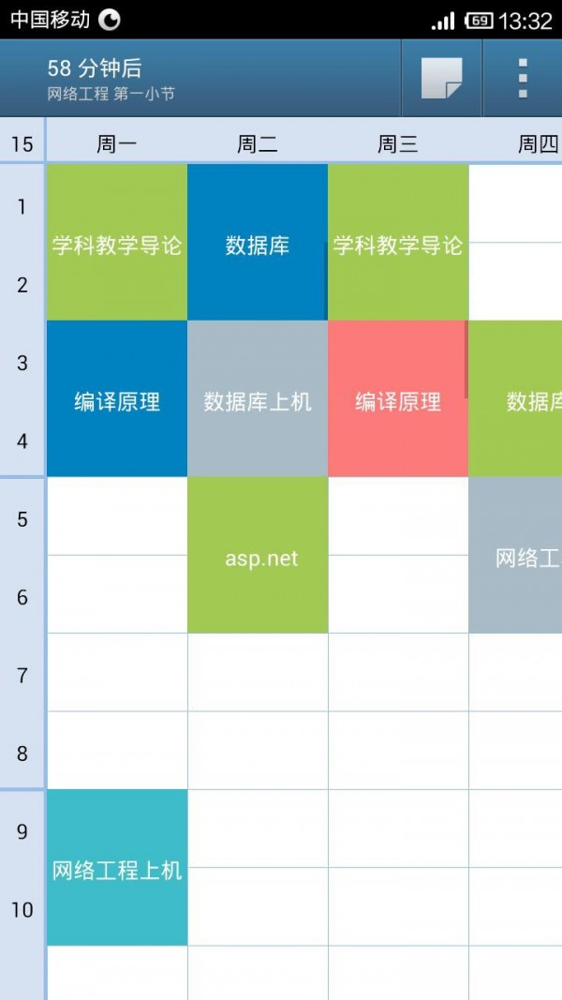 中国移动 69 13:32
58 分钟后
网络工程 第一小节
15 周一 周二 周三 周四
1
学科教学导论 数据库 学科教学导论
2
3
编译原理 数据库上机 编译原理 数据库
4
5
asp.net 网络工
6
7
8
9
网络工程上机
10